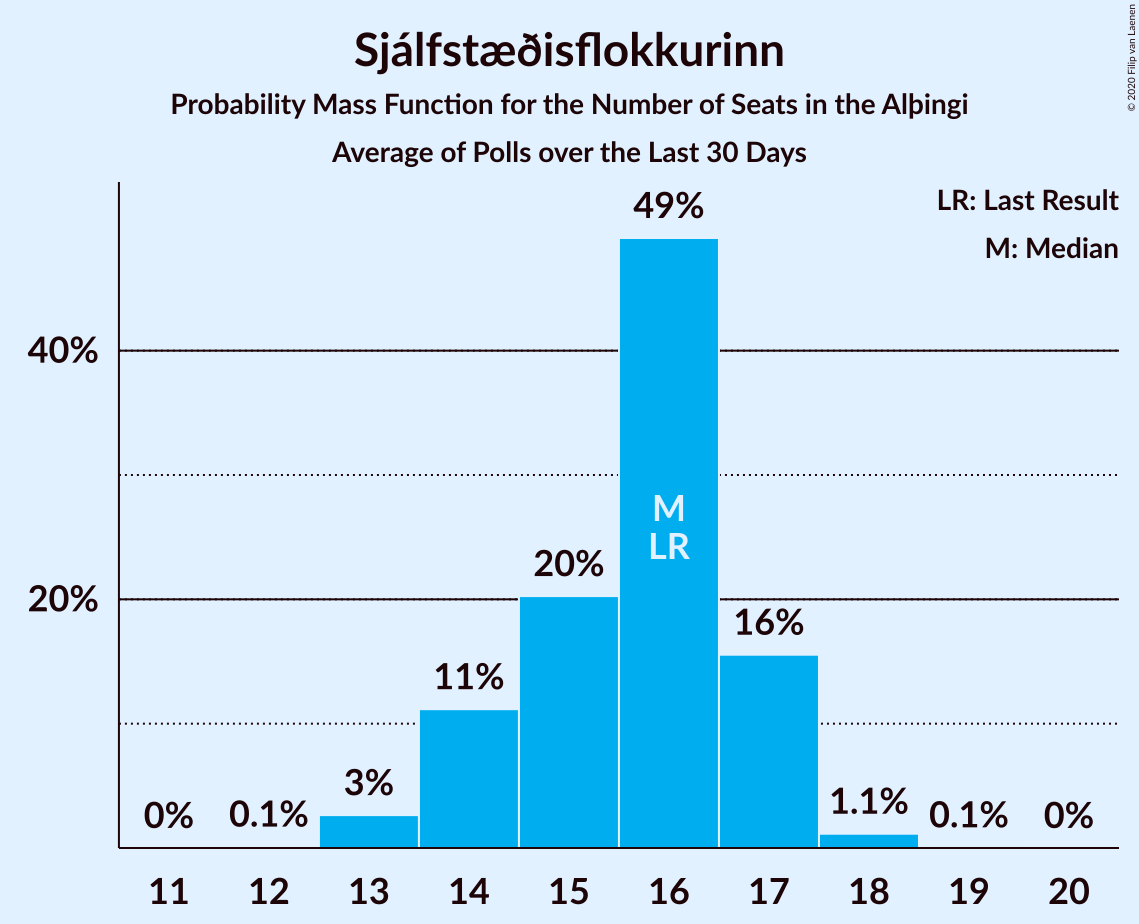 Sjálfstæðisflokkurinn
Probability Mass Function for the Number of Seats in the Alþingi
Average of Polls over the Last 30 Days
© 2020 Filip van Laenen
LR: Last Result
M: Median
49%
40%
M
LR
20%
20%
16%
11%
3%
0%
0.1%
1.1%
0.1%
0%
11 12 13 14 15 16 17 18 19 20